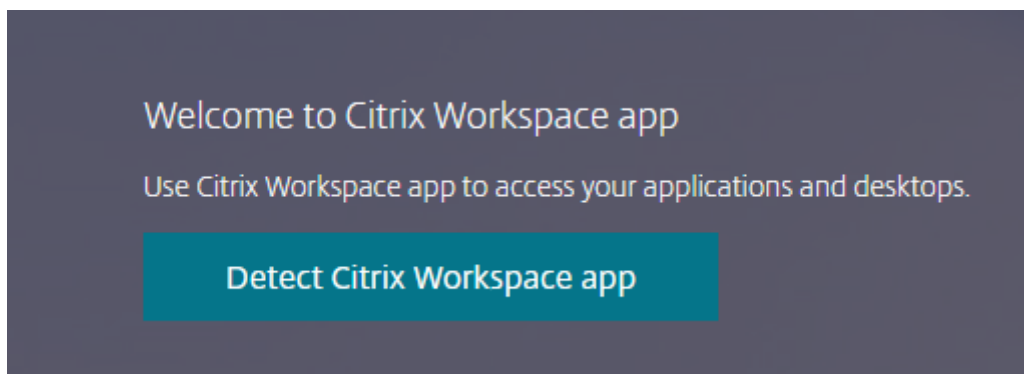 Welcome to Citrix Workspace app
Use Citrix Workspace app to access your applications and desktops.
Detect Citrix Workspace app